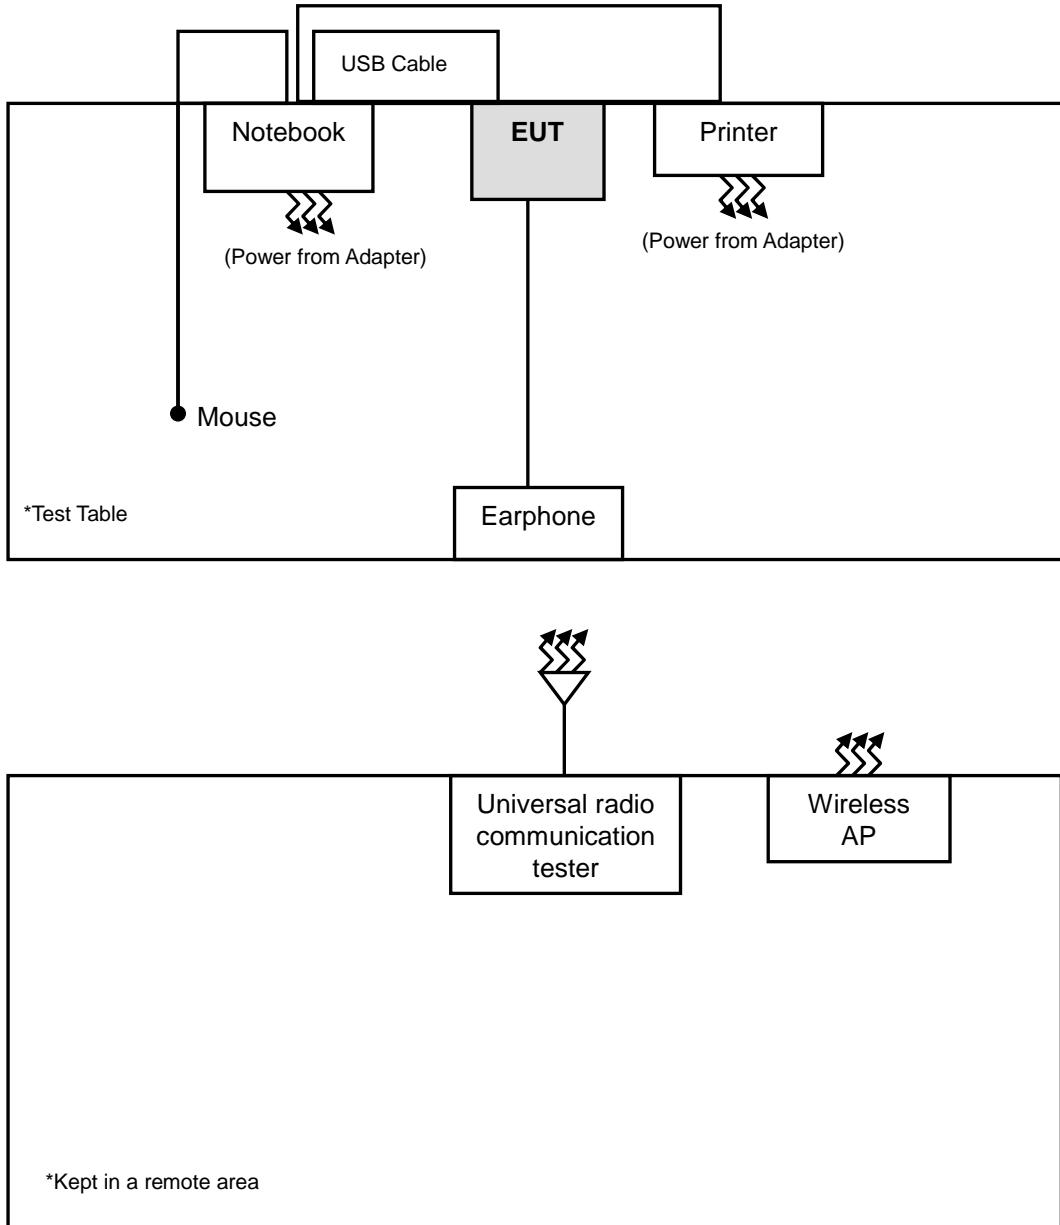 USB Cable
Notebook
EUT
Printer
(Power from Adapter)
(Power from Adapter)
Mouse
*Test Table
Earphone
Universal radio
communication
tester
Wireless
AP
*Kept in a remote area